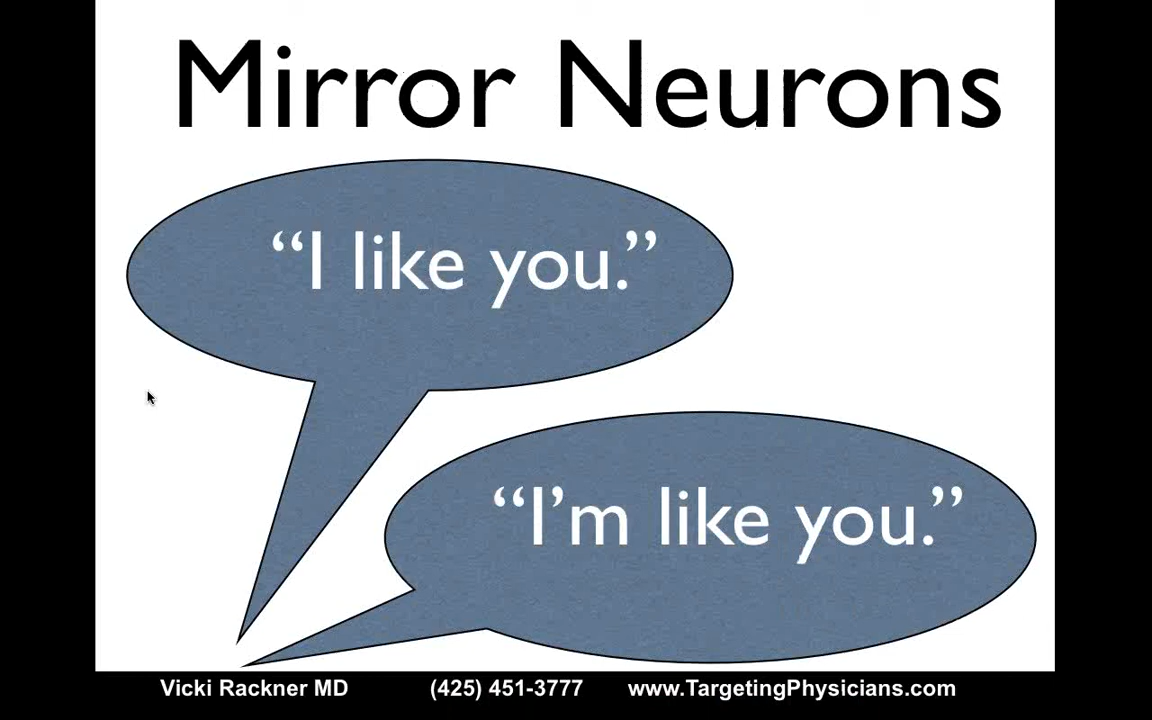 Mirror Neurons
“I like you.”
“I’m like you.”
Vicki Rackner MD (425) 451-3777 www.TargetingPhysicians.com